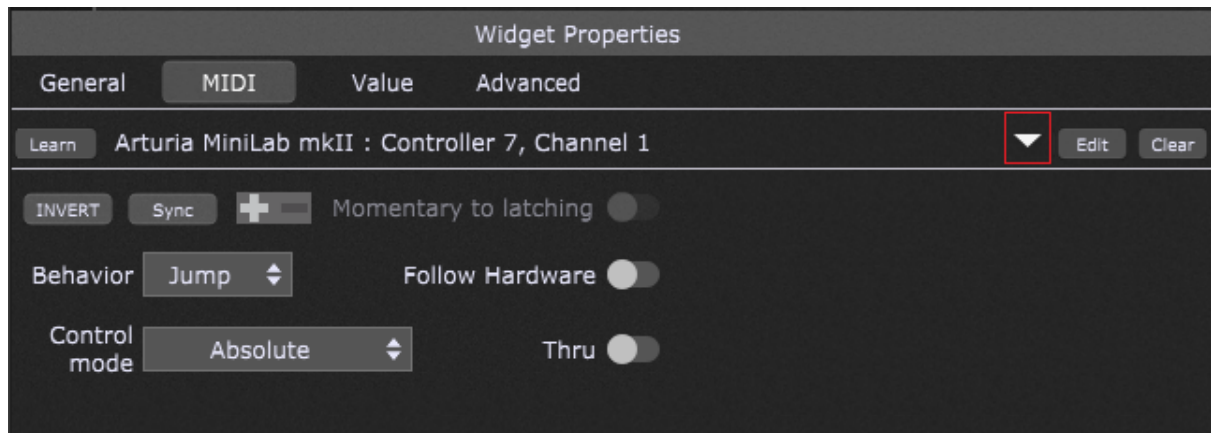 Widget Properties
General MIDI Value Advanced
Learn Arturia MiniLab mkII : Controller 7, Channel 1 Edit Clear
INVERT Sync Momentary to latching
Behavior Jump Follow Hardware
Control mode Absolute Thru